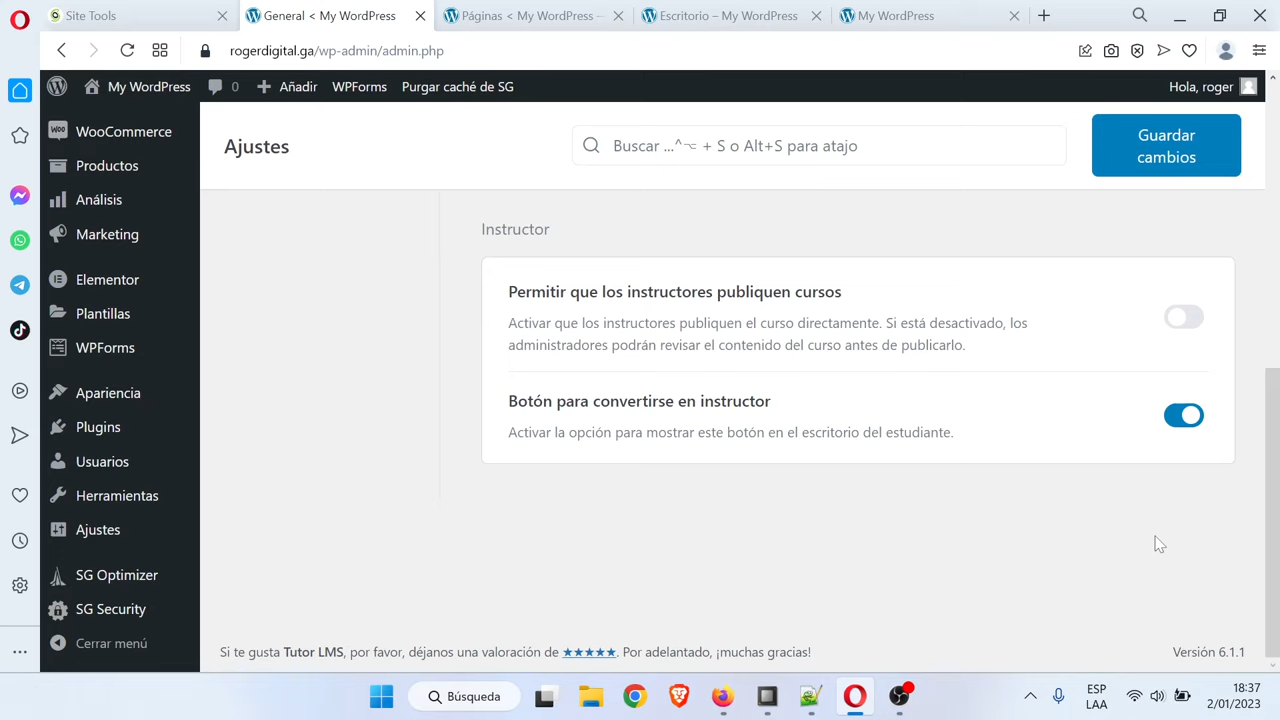 Site Tools
General < My WordPress
Páginas < My WordPress —
Escritorio – My WordPress
My WordPress
rogerdigital.ga/wp-admin/admin.php
My WordPress
0
Añadir
WPForms
Purgar caché de SG
Hola, roger
WooCommerce
Productos
Análisis
Marketing
Elementor
Plantillas
WPForms
Apariencia
Plugins
Usuarios
Herramientas
Ajustes
SG Optimizer
SG Security
Cerrar menú
Ajustes
Buscar ...^⌥ + S o Alt+S para atajo
Guardar
cambios
Instructor
Permitir que los instructores publiquen cursos
Activar que los instructores publiquen el curso directamente. Si está desactivado, los
administradores podrán revisar el contenido del curso antes de publicarlo.
Botón para convertirse en instructor
Activar la opción para mostrar este botón en el escritorio del estudiante.
Si te gusta Tutor LMS, por favor, déjanos una valoración de ★★★★★. Por adelantado, ¡muchas gracias!
Versión 6.1.1
Búsqueda
ESP
LAA
18:37
2/01/2023